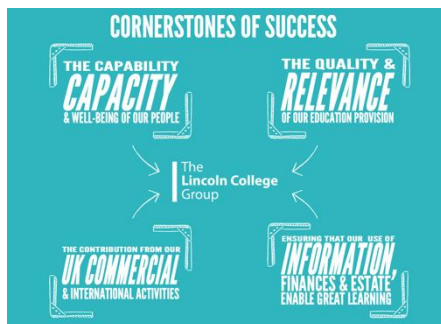 CORNERSTONES OF SUCCESS
THE CAPABILITY
CAPACITY
& WELL-BEING OF OUR PEOPLE
THE QUALITY &
RELEVANCE
OF OUR EDUCATION PROVISION
The
Lincoln College
Group
THE CONTRIBUTION FROM OUR
UK COMMERCIAL
& INTERNATIONAL ACTIVITIES
ENSURING THAT OUR USE OF
INFORMATION,
FINANCES & ESTATE
ENABLE GREAT LEARNING